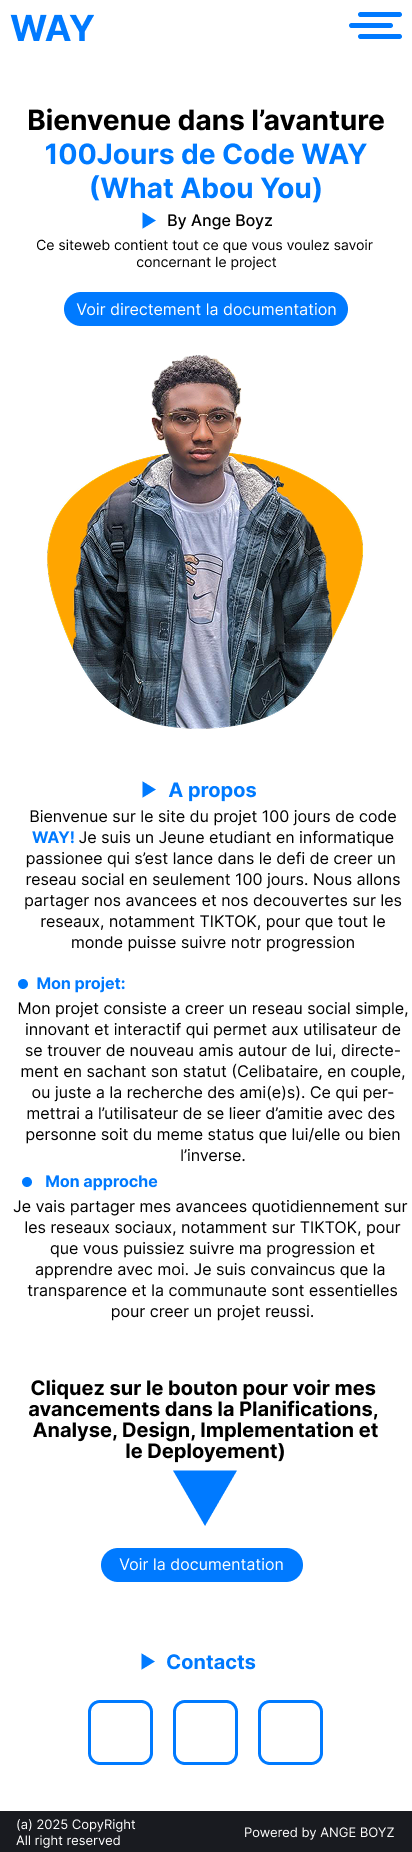 WAY
Bienvenue dans l’avanture
100Jours de Code WAY
(What Abou You)
By Ange Boyz
Ce siteweb contient tout ce que vous voulez savoir
concernant le project
Voir directement la documentation
A propos
Bienvenue sur le site du projet 100 jours de code
WAY! Je suis un Jeune etudiant en informatique
passionee qui s’est lance dans le defi de creer un
reseau social en seulement 100 jours. Nous allons
partager nos avancees et nos decouvertes sur les
reseaux, notamment TIKTOK, pour que tout le
monde puisse suivre notr progression
Mon projet:
Mon projet consiste a creer un reseau social simple,
innovant et interactif qui permet aux utilisateur de
se trouver de nouveau amis autour de lui, directe-
ment en sachant son statut (Celibataire, en couple,
ou juste a la recherche des ami(e)s). Ce qui per-
mettrai a l’utilisateur de se lieer d’amitie avec des
personne soit du meme status que lui/elle ou bien
l’inverse.
Mon approche
Je vais partager mes avancees quotidiennement sur
les reseaux sociaux, notamment sur TIKTOK, pour
que vous puissiez suivre ma progression et
apprendre avec moi. Je suis convaincus que la
transparence et la communaute sont essentielles
pour creer un projet reussi.
Cliquez sur le bouton pour voir mes
avancements dans la Planifications,
Analyse, Design, Implementation et
le Deployement)
Voir la documentation
Contacts
(a) 2025 CopyRight
All right reserved
Powered by ANGE BOYZ